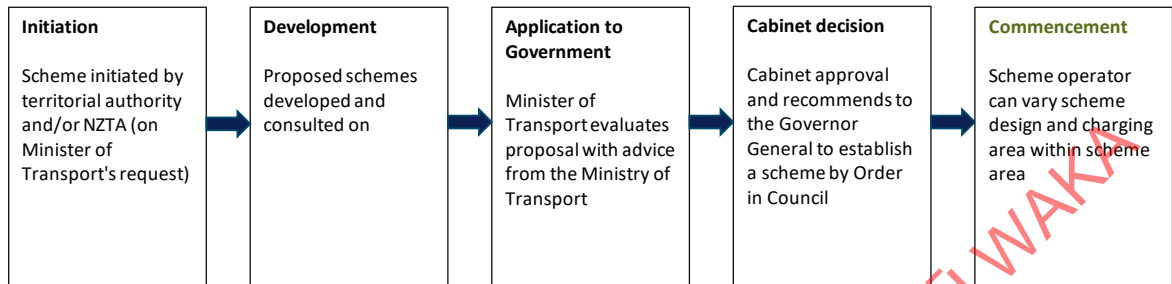 Initiation
Scheme initiated by
territorial authority
and/or NZTA (on
Minister of
Transport's request)
Development
Proposed schemes
developed and
consulted on
Application to
Government
Minister of
Transport evaluates
proposal with advice
from the Ministry of
Transport
Cabinet decision
Cabinet approval
and recommends to
the Governor
General to establish
a scheme by Order
in Council
Commencement
Scheme operator
can vary scheme
design and charging
area within scheme
area
WAKA